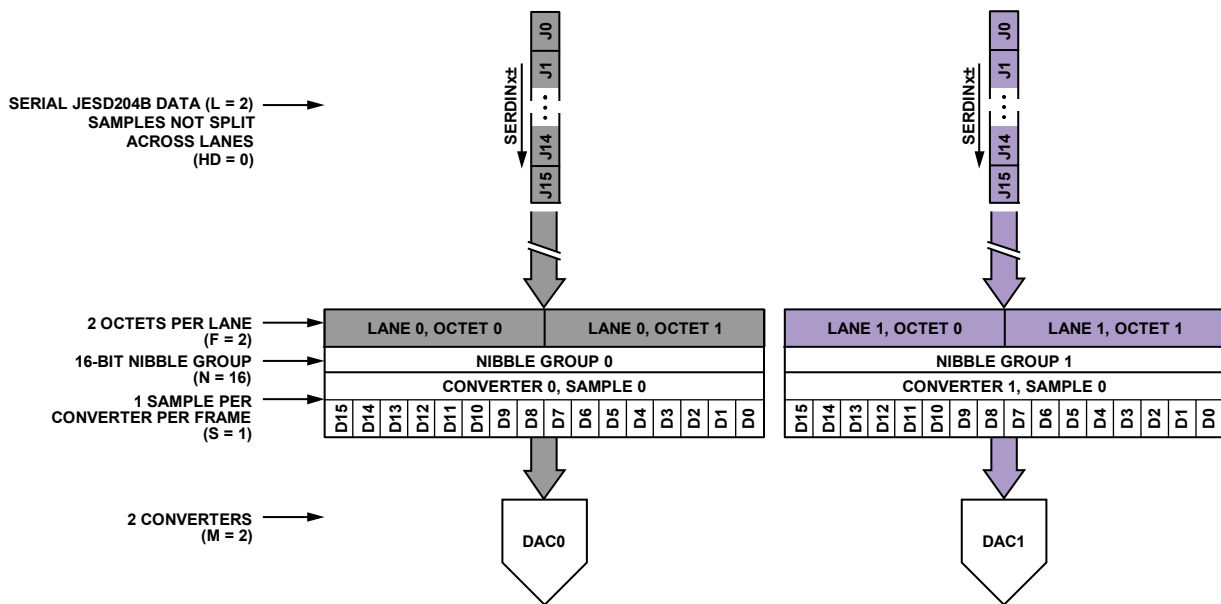 SERIAL JESD204B DATA (L = 2)
SAMPLES NOT SPLIT
ACROSS LANES
(HD = 0)
SERDINx±
J0
J1
J14
J15
SERDINx±
J0
J1
J14
J15
2 OCTETS PER LANE
(F = 2)
LANE 0, OCTET 0
LANE 0, OCTET 1
LANE 1, OCTET 0
LANE 1, OCTET 1
16-BIT NIBBLE GROUP
(N = 16)
NIBBLE GROUP 0
NIBBLE GROUP 1
1 SAMPLE PER
CONVERTER PER FRAME
(S = 1)
CONVERTER 0, SAMPLE 0
CONVERTER 1, SAMPLE 0
D15 D14 D13 D12 D11 D10 D9 D8 D7 D6 D5 D4 D3 D2 D1 D0
D15 D14 D13 D12 D11 D10 D9 D8 D7 D6 D5 D4 D3 D2 D1 D0
2 CONVERTERS
(M = 2)
DAC0
DAC1